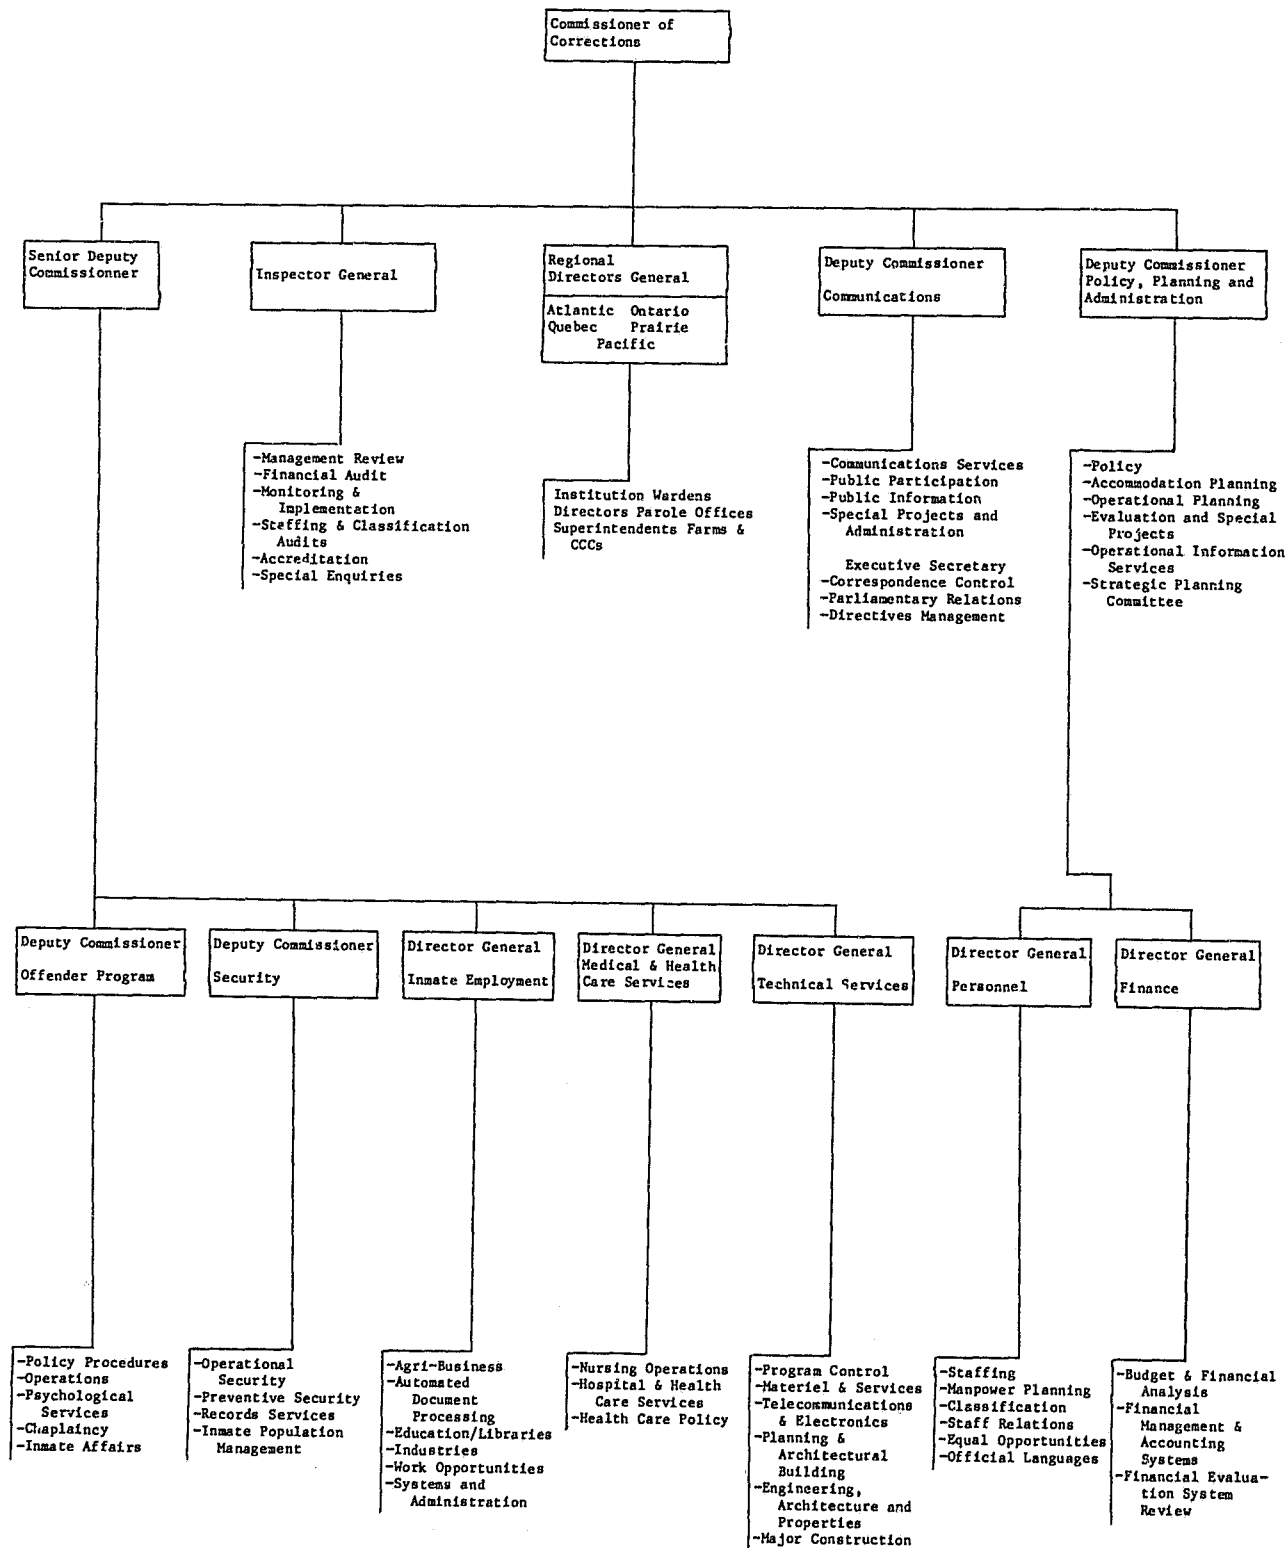 Commissioner of
Corrections
Senior Deputy
Commissionner
Inspector General
Regional
Directors General
Atlantic Ontario
Quebec Prairie
Pacific
Deputy Commissioner
Communications
Deputy Commissioner
Policy, Planning and
Administration
-Management Review
-Financial Audit
-Monitoring &
Implementation
-Staffing & Classification
Audits
-Accreditation
-Special Enquiries
Institution Wardens
Directors Parole Offices
Superintendents Farms &
CCCs
-Communications Services
-Public Participation
-Public Information
-Special Projects and
Administration
Executive Secretary
-Correspondence Control
-Parliamentary Relations
-Directives Management
-Policy
-Accommodation Planning
-Operational Planning
-Evaluation and Special
Projects
-Operational Information
Services
-Strategic Planning
Committee
Deputy Commissioner
Offender Program
Deputy Commissioner
Security
Director General
Inmate Employment
Director General
Medical & Health
Care Services
Director General
Technical Services
Director General
Personnel
Director General
Finance
-Policy Procedures
-Operations
-Psychological
Services
-Chaplaincy
-Inmate Affairs
-Operational
Security
-Preventive Security
-Records Services
-Inmate Population
Management
-Agri-Business
-Automated
Document
Processing
-Education/Libraries
-Industries
-Work Opportunities
-Systems and
Administration
-Nursing Operations
-Hospital & Health
Care Services
-Health Care Policy
-Program Control
-Materiel & Services
-Telecommunications
& Electronics
-Planning &
Architectural
Building
-Engineering,
Architecture and
Properties
-Major Construction
-Staffing
-Manpower Planning
-Classification
-Staff Relations
-Equal Opportunities
-Official Languages
-Budget & Financial
Analysis
-Financial
Management &
Accounting
Systems
-Financial Evalua-
tion System
Review